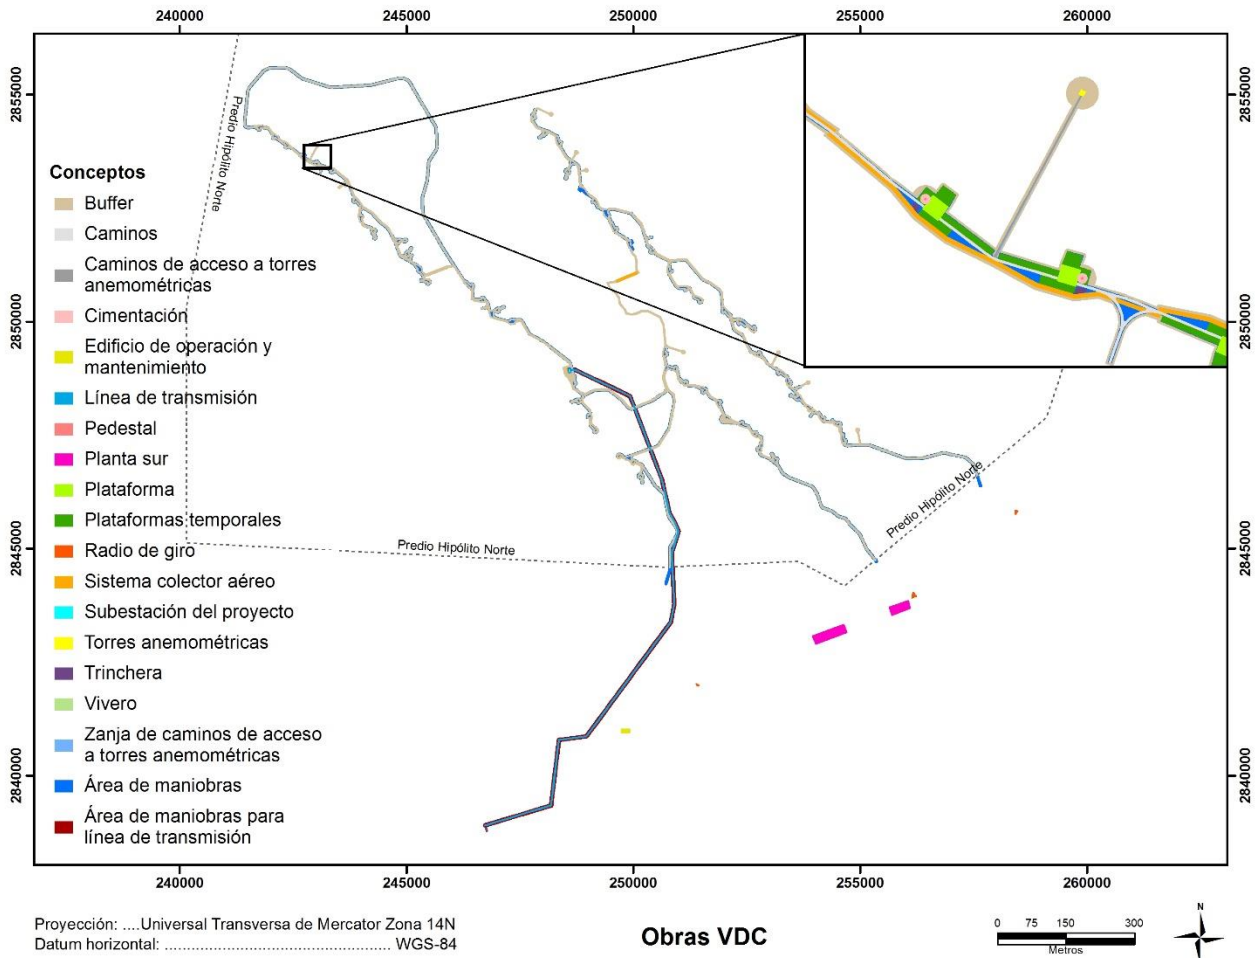 240000 245000 250000 255000 260000
2855000
2850000
2845000
2840000
Predio Hipólito Norte
Conceptos
Buffer
Caminos
Caminos de acceso a torres
anemométricas
Cimentación
Edificio de operación y
mantenimiento
Línea de transmisión
Pedestal
Planta sur
Plataforma
Plataformas temporales
Radio de giro
Sistema colector aéreo
Subestación del proyecto
Torres anemométricas
Trinchera
Vivero
Zanja de caminos de acceso
a torres anemométricas
Área de maniobras
Área de maniobras para
línea de transmisión
Predio Hipólito Norte
Predio Hipólito Norte
2855000
2850000
2845000
2840000
240000 245000 250000 255000 260000
Proyección: ....Universal Transversa de Mercator Zona 14N
Datum horizontal: .......................................... WGS-84
Obras VDC
0 75 150 300
Metros
N